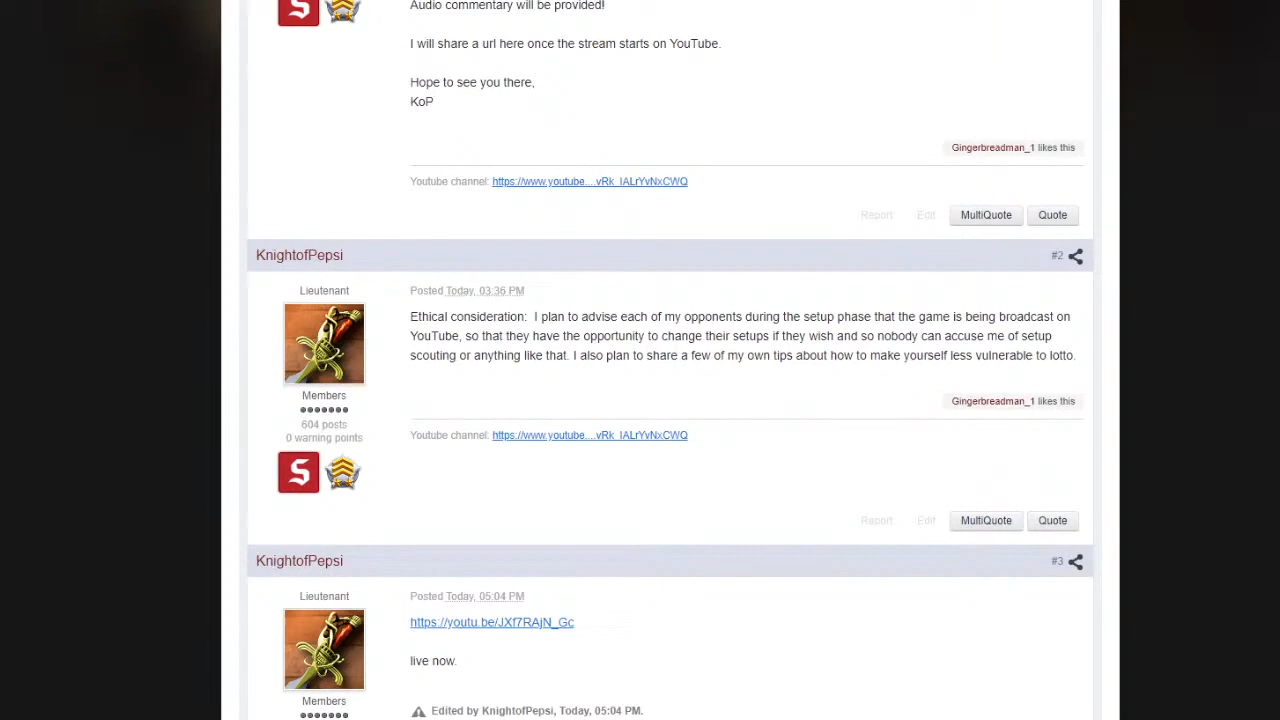 Audio commentary will be provided!
I will share a url here once the stream starts on YouTube.
Hope to see you there,
KoP
Gingerbreadman_1 likes this
Youtube channel: https://www.youtube....vRk_IALrYvNxCWQ
Report Edit MultiQuote Quote
KnightofPepsi #2
Lieutenant
Members
604 posts
0 warning points
S
Posted Today, 03:36 PM
Ethical consideration: I plan to advise each of my opponents during the setup phase that the game is being broadcast on
YouTube, so that they have the opportunity to change their setups if they wish and so nobody can accuse me of setup
scouting or anything like that. I also plan to share a few of my own tips about how to make yourself less vulnerable to lotto.
Gingerbreadman_1 likes this
Youtube channel: https://www.youtube....vRk_IALrYvNxCWQ
Report Edit MultiQuote Quote
KnightofPepsi #3
Lieutenant
Members
Posted Today, 05:04 PM
https://youtu.be/JXf7RAjN_Gc
live now.
Edited by KnightofPepsi, Today, 05:04 PM.